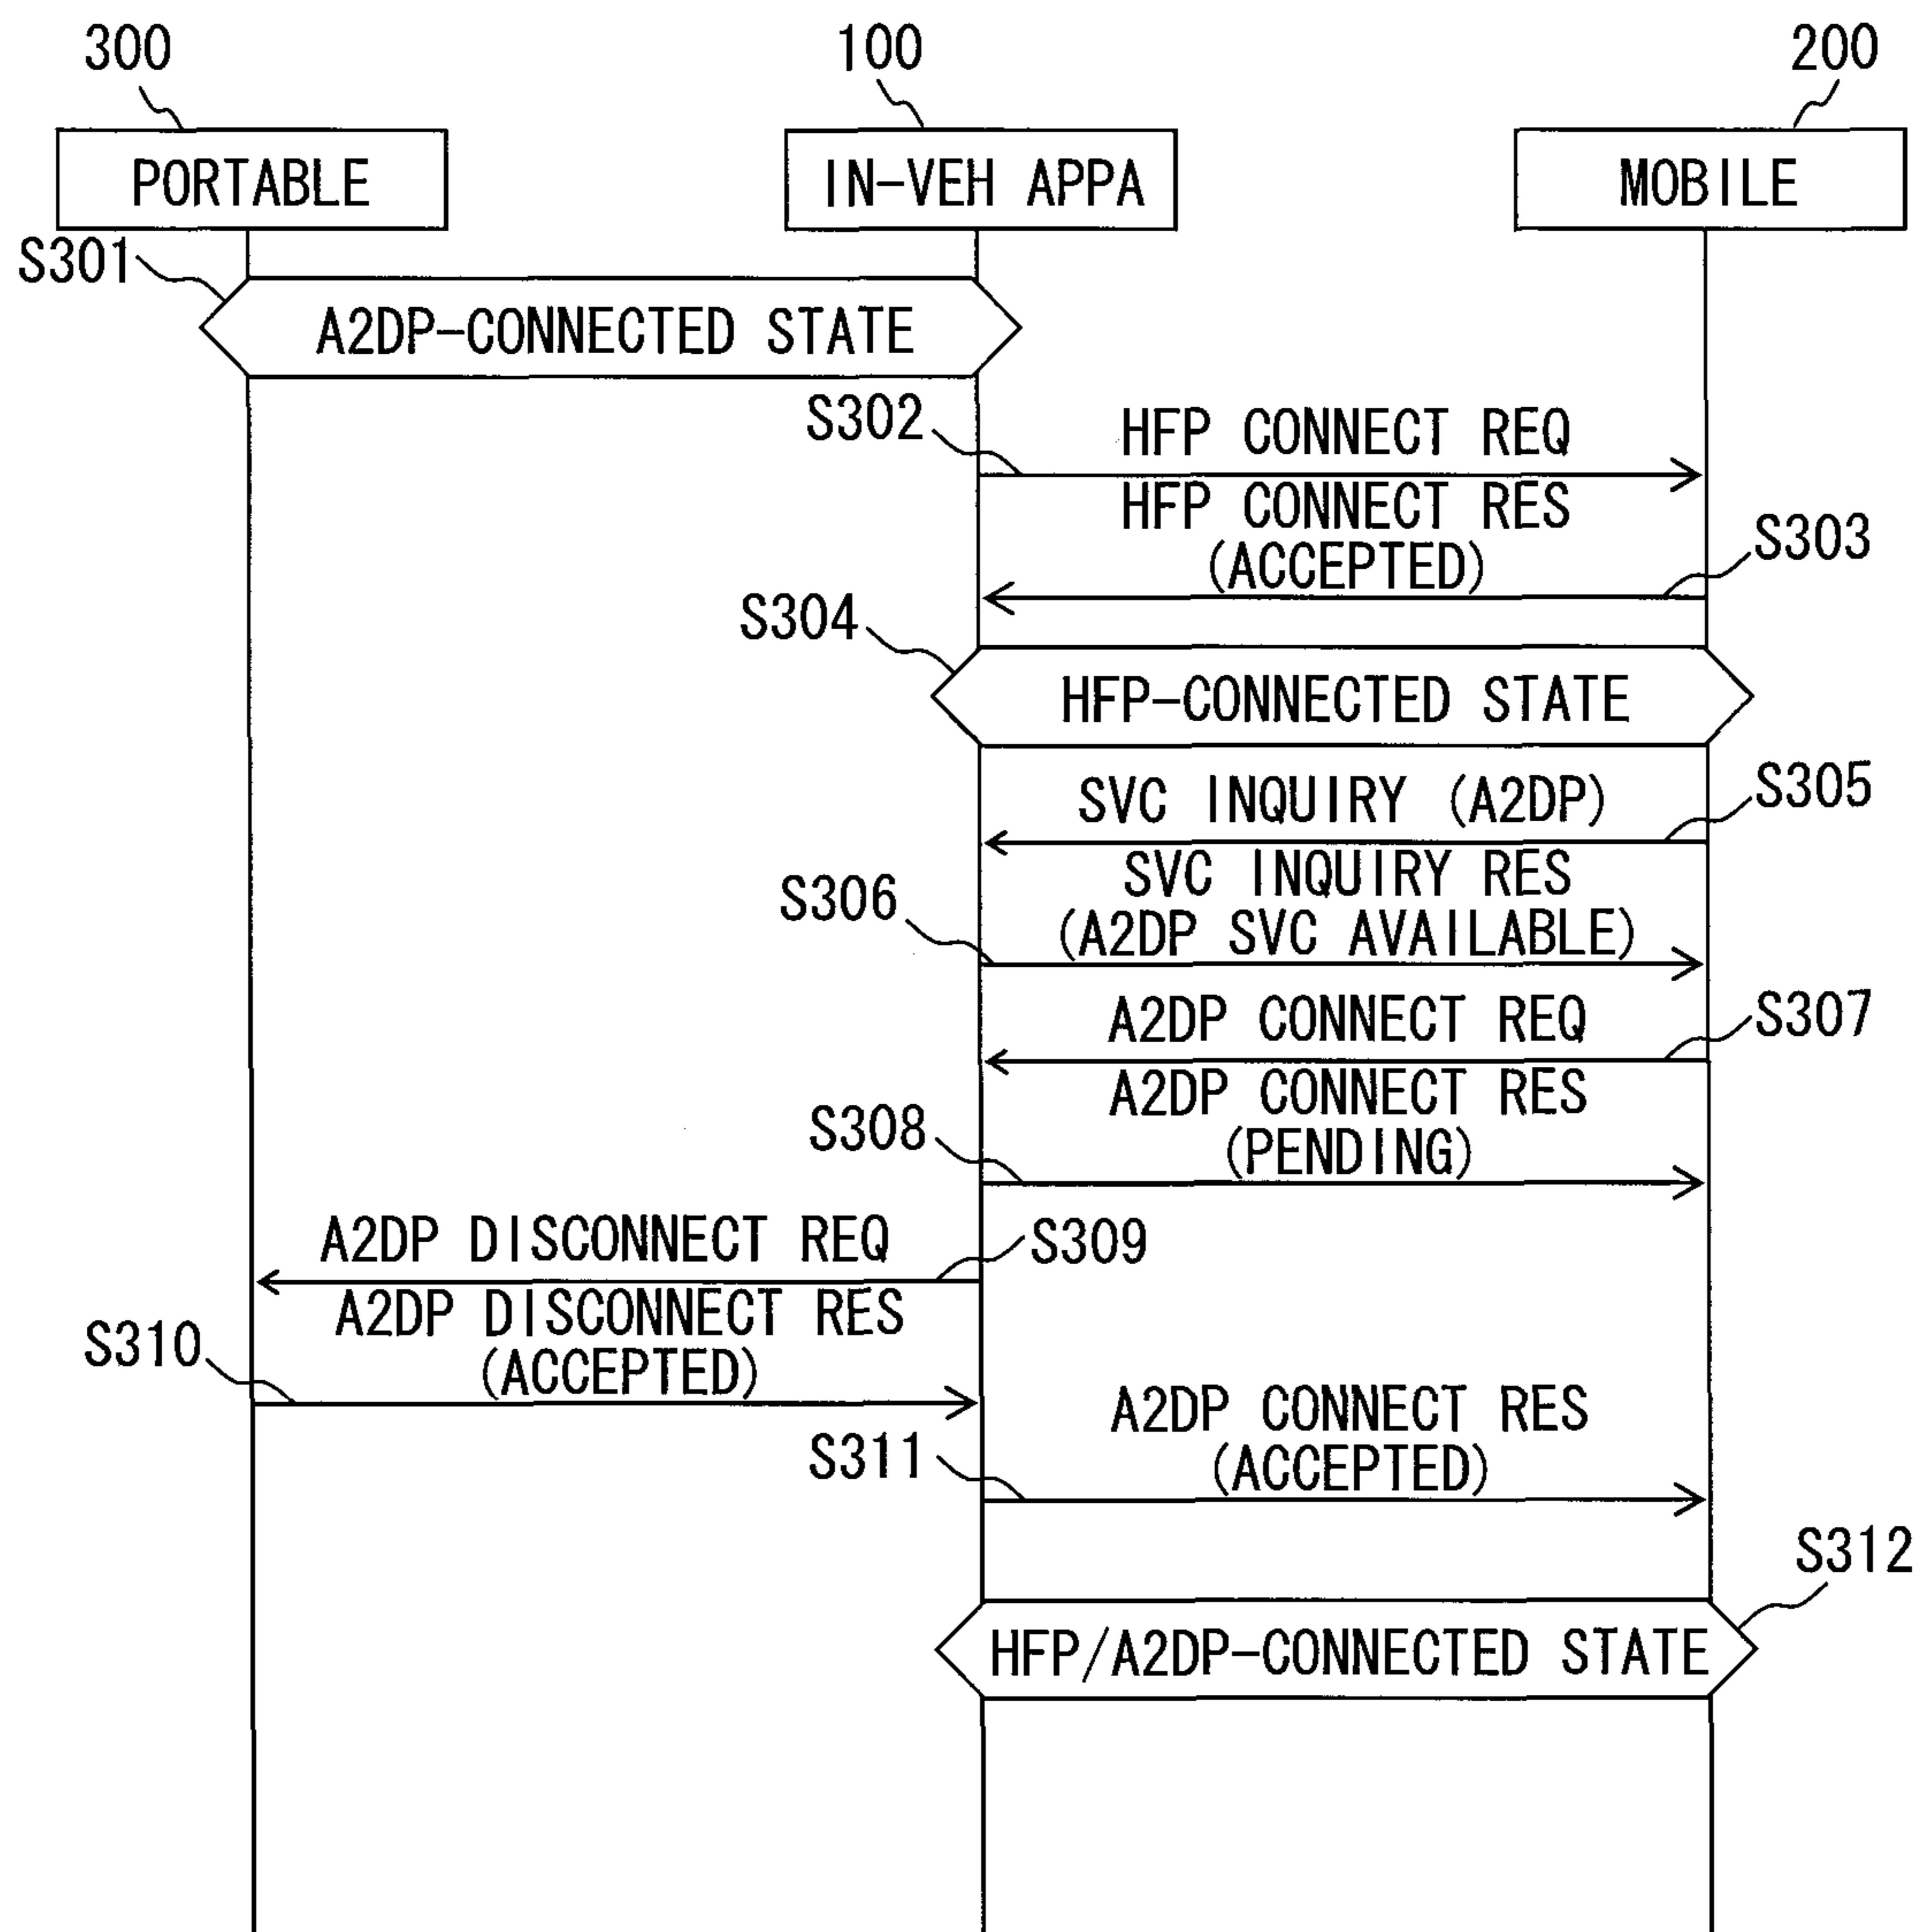 300
100
200
PORTABLE
IN-VEH APPA
MOBILE
S301
A2DP-CONNECTED STATE
S302
HFP CONNECT REQ
HFP CONNECT RES
(ACCEPTED)
S303
S304
HFP-CONNECTED STATE
SVC INQUIRY (A2DP)
S305
SVC INQUIRY RES
(A2DP SVC AVAILABLE)
S306
A2DP CONNECT REQ
S307
A2DP CONNECT RES
(PENDING)
S308
A2DP DISCONNECT REQ
S309
A2DP DISCONNECT RES
(ACCEPTED)
S310
A2DP CONNECT RES
(ACCEPTED)
S311
S312
HFP/A2DP-CONNECTED STATE